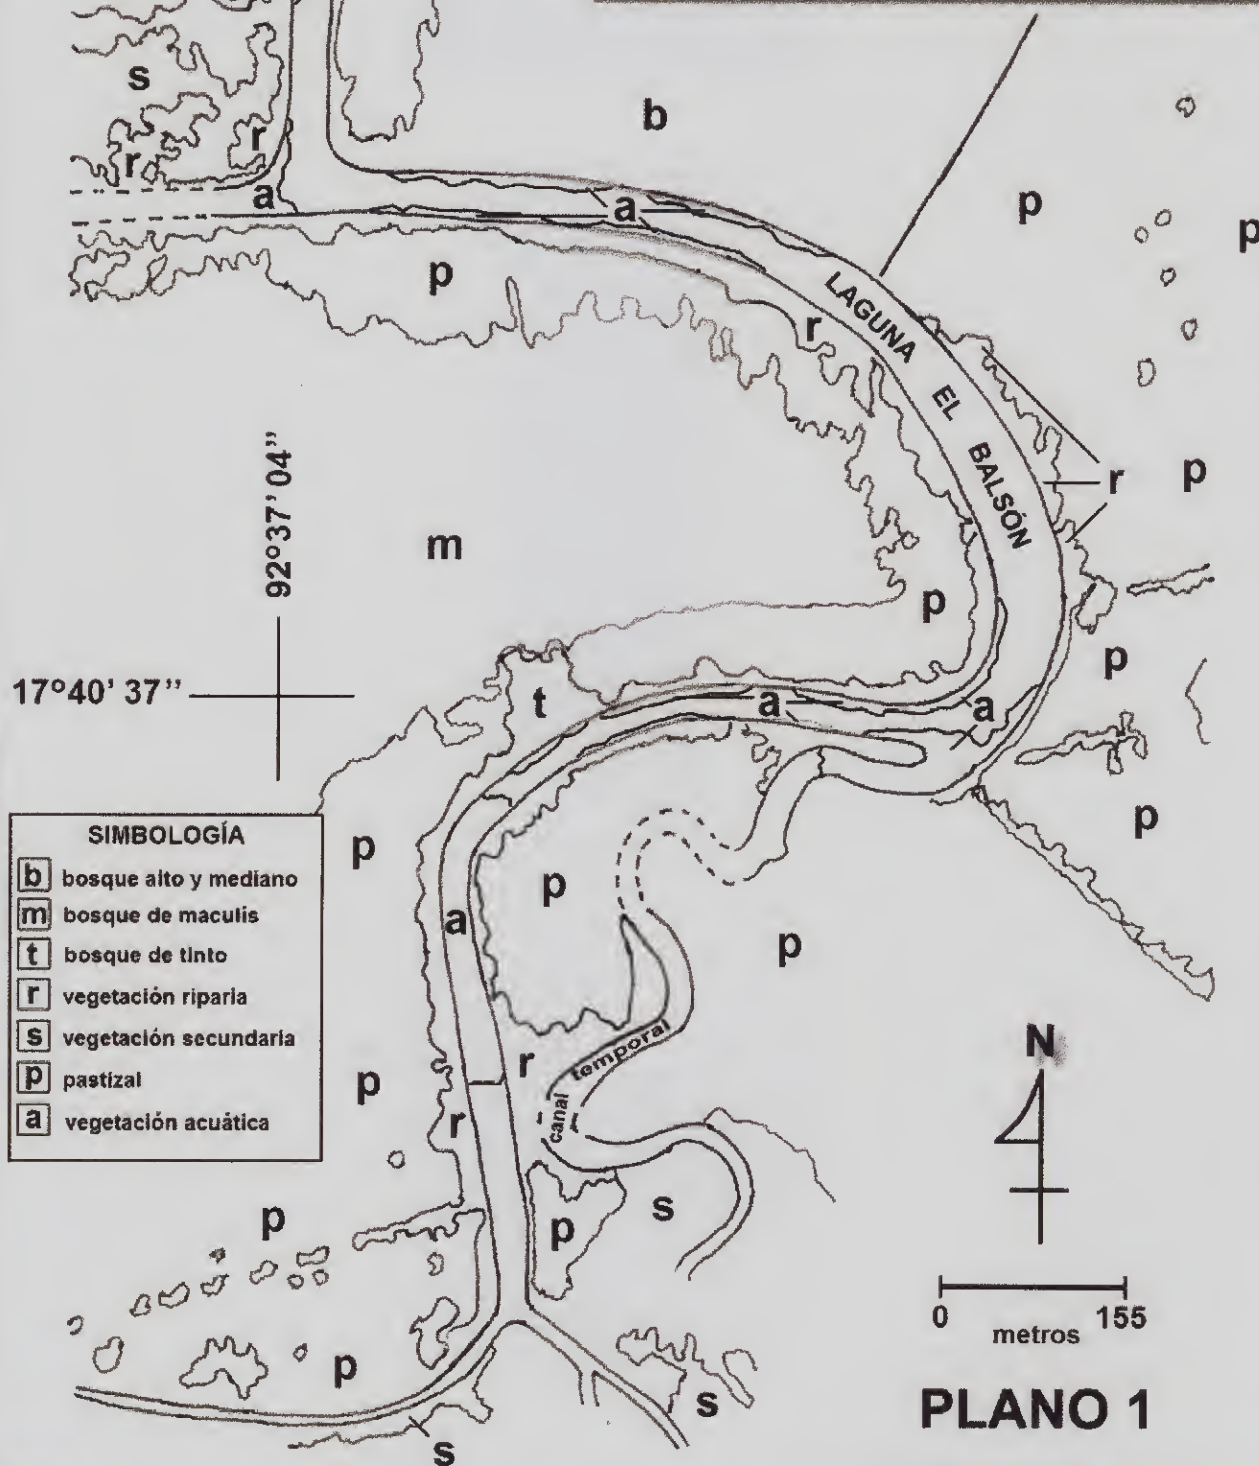 s
b
r
r
a
a
p
p
p
r
LAGUNA EL BALSÓN
r
p
92°37' 04"
m
p
p
17°40' 37"
t
a
a
p
SIMBOLOGÍA
b bosque alto y mediano
m bosque de maculis
t bosque de tinto
r vegetación riparia
s vegetación secundaria
p pastizal
a vegetación acuática
p
p
a
p
N
canal temporal
r
p
r
p
p
s
0 155
metros
p
s
s
PLANO 1